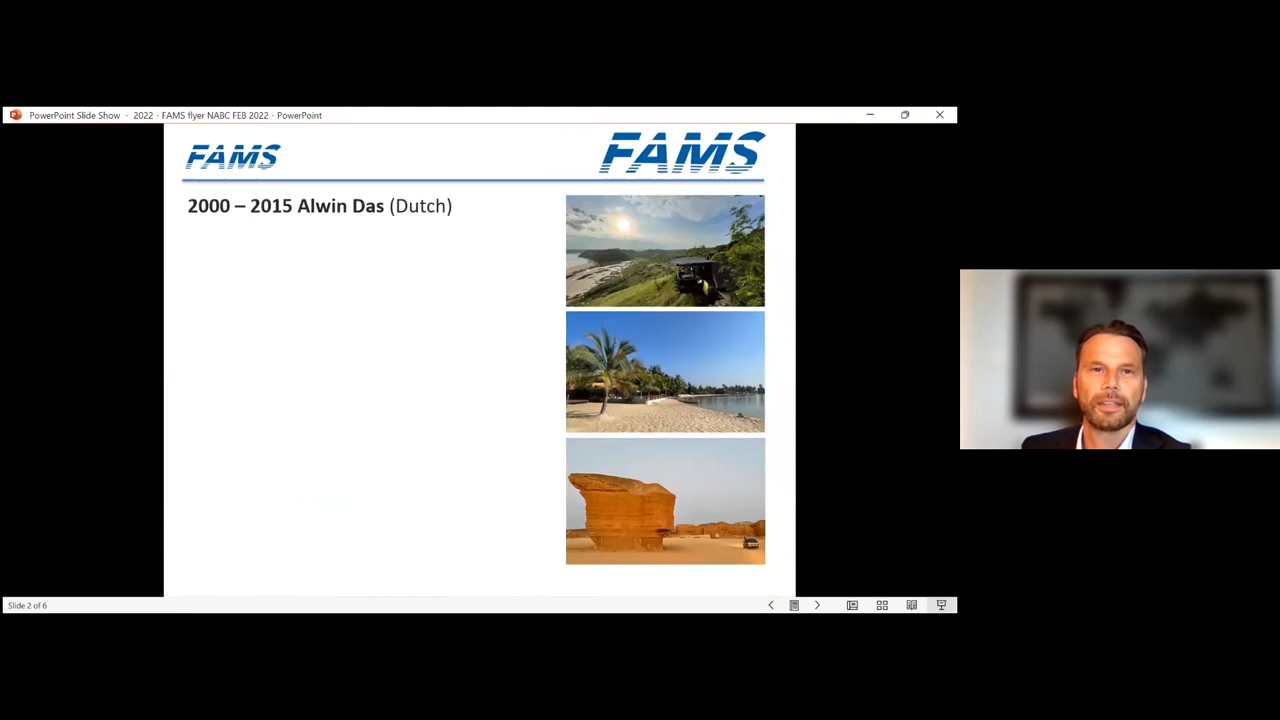 PowerPoint Slide Show - 2022 - FAMS flyer NABC FEB 2022 - PowerPoint
FAMS
FAMS
2000 – 2015 Alwin Das (Dutch)
Slide 2 of 6